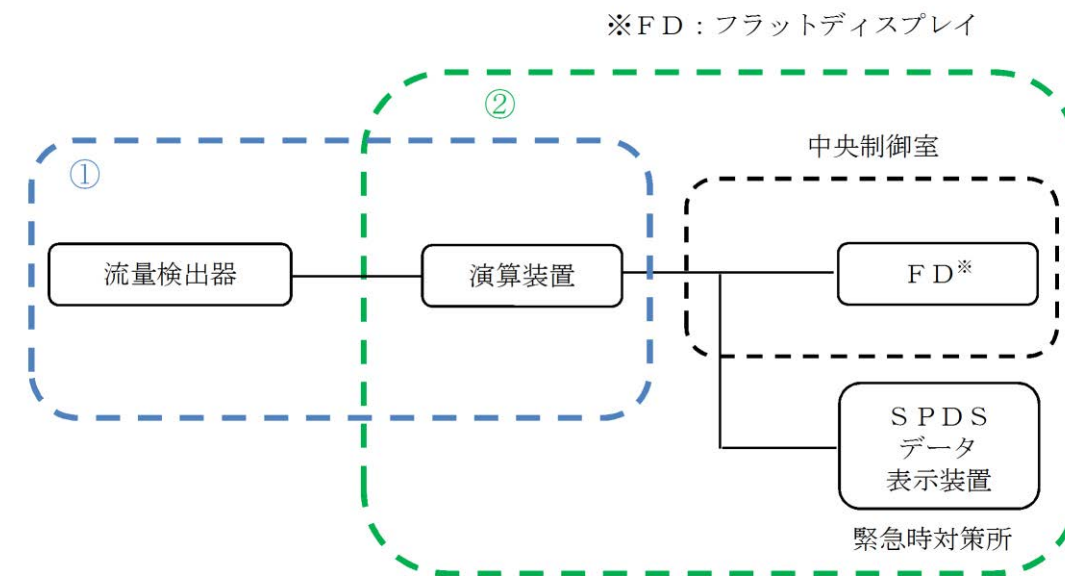 ※ＦＤ：フラットディスプレイ
②
①
中央制御室
流量検出器
演算装置
ＦＤ※
ＳＰＤＳ
データ
表示装置
緊急時対策所